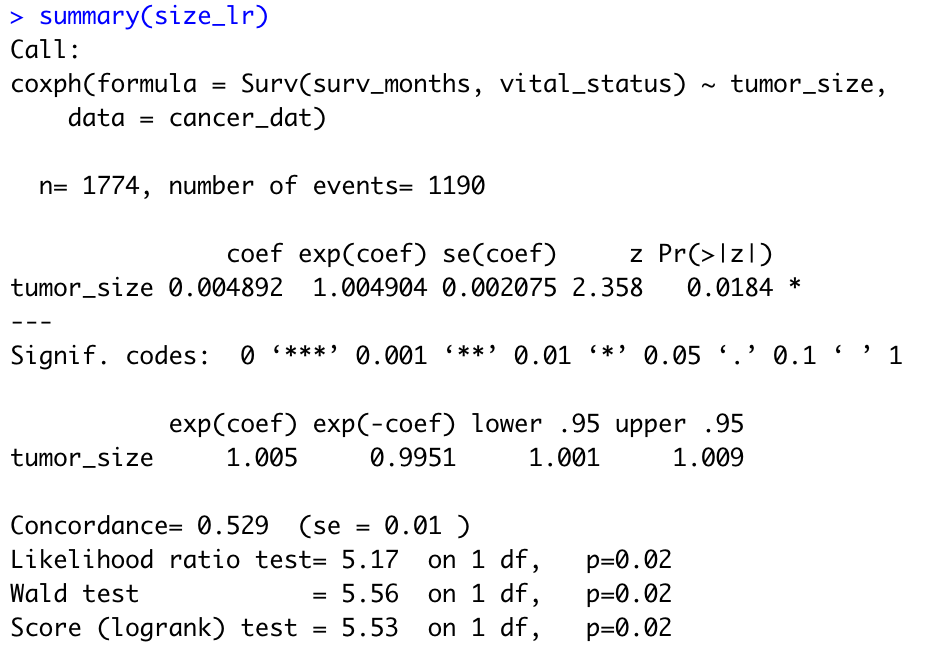 > summary(size_lr)
Call:
coxph(formula = Surv(surv_months, vital_status) ~ tumor_size,
    data = cancer_dat)

  n= 1774, number of events= 1190

               coef exp(coef) se(coef)     z Pr(>|z|)
tumor_size 0.004892  1.004904 0.002075 2.358   0.0184 *
---
Signif. codes:  0 ‘***’ 0.001 ‘**’ 0.01 ‘*’ 0.05 ‘.’ 0.1 ‘ ’ 1

           exp(coef) exp(-coef) lower .95 upper .95
tumor_size     1.005     0.9951     1.001     1.009

Concordance= 0.529  (se = 0.01 )
Likelihood ratio test= 5.17  on 1 df,   p=0.02
Wald test            = 5.56  on 1 df,   p=0.02
Score (logrank) test = 5.53  on 1 df,   p=0.02